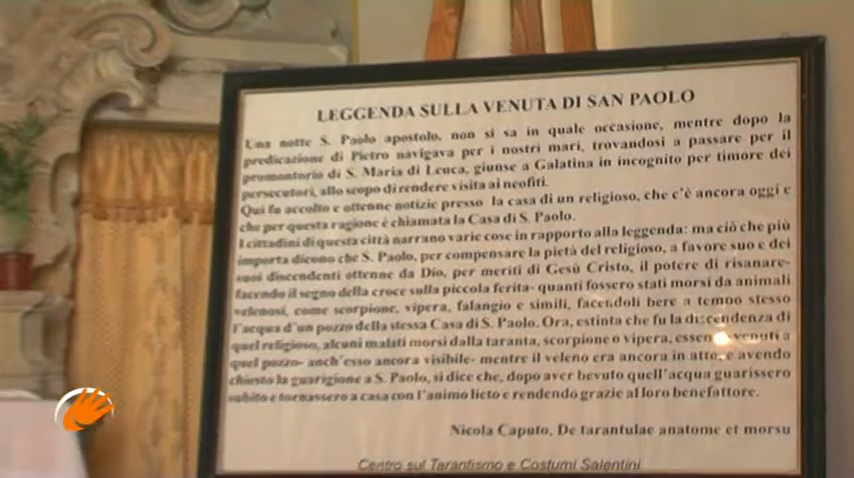 LEGGENDA SULLA VENUTA DI SAN PAOLO
Una notte S. Paolo apostolo, non si sa in quale occasione, mentre dopo la
predicazione di Pietro navigava per i nostri mari, trovandosi a passare per il
promontorio di S. Maria di Leuca, giunse a Galatina in incognito per timore dei
persecutori, allo scopo di rendere visita ai neofiti.
Qui fu accolto e ottenne notizie presso la casa di un religioso, che c'è ancora oggi e
che per questa ragione è chiamata la Casa di S. Paolo.
I cittadini di questa città narrano varie cose in rapporto alla leggenda: ma ciò che più
importa dicono che S. Paolo, per compensare la pietà del religioso, a favore suo e dei
suoi discendenti ottenne da Dio, per meriti di Gesù Cristo, il potere di risanare-
facendo il segno della croce sulla piccola ferita- quanti fossero stati morsi da animali
velenosi, come scorpione, vipera, falangio e simili, facendoli bere a tempo stesso
l'acqua d'un pozzo della stessa Casa di S. Paolo. Ora, estinta che fu la discendenza di
quel religioso, alcuni malati morsi dalla taranta, scorpione o vipera, essendo venuti a
quel pozzo- anch'esso ancora visibile- mentre il veleno era ancora in atto, e avendo
chiesto la guarigione a S. Paolo, si dice che, dopo aver bevuto quell'acqua guarissero
subito e tornassero a casa con l'animo lieto e rendendo grazie al loro benefattore.
Nicola Caputo, De tarantulae anatome et morsu
Centro sul Tarantismo e Costumi Salentini